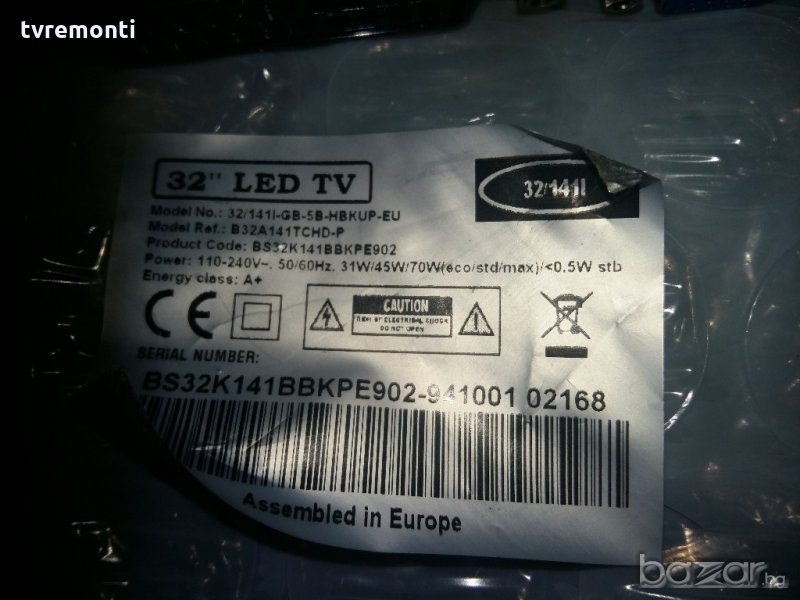 tvremonti
32" LED TV
32/141I
Model No.: 32/141I-GB-5B-HBKUP-EU
Model Ref.: B32A141TCHD-P
Product Code: BS32K141BBKPE902
Power: 110-240V~, 50/60Hz, 31W/45W/70W(eco/std/max)/<0.5W stb
Energy class: A+
CE
CAUTION
RISK OF ELECTRICAL SHOCK
DO NOT OPEN
SERIAL NUMBER:
BS32K141BBKPE902-941001 02168
Assembled in Europe
bazar.bg